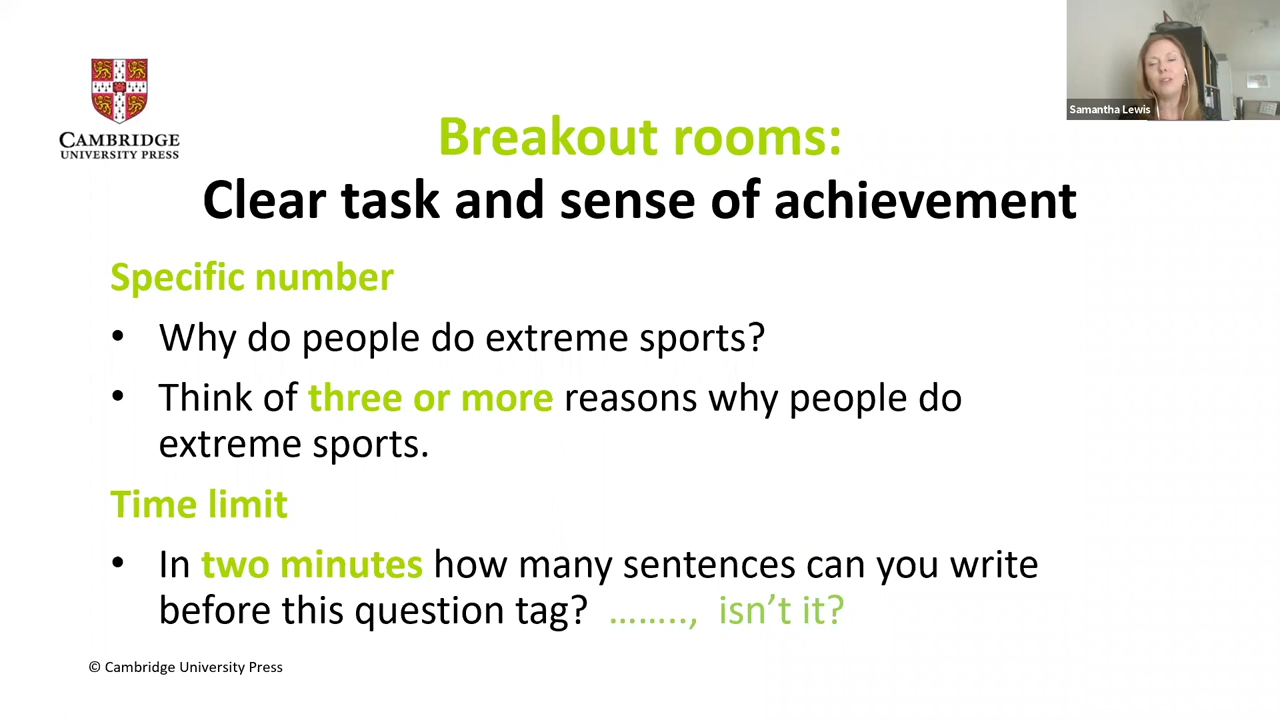 Samantha Lewis
CAMBRIDGE
UNIVERSITY PRESS
Breakout rooms:
Clear task and sense of achievement
Specific number
• Why do people do extreme sports?
• Think of three or more reasons why people do
extreme sports.
Time limit
• In two minutes how many sentences can you write
before this question tag? …….., isn’t it?
© Cambridge University Press